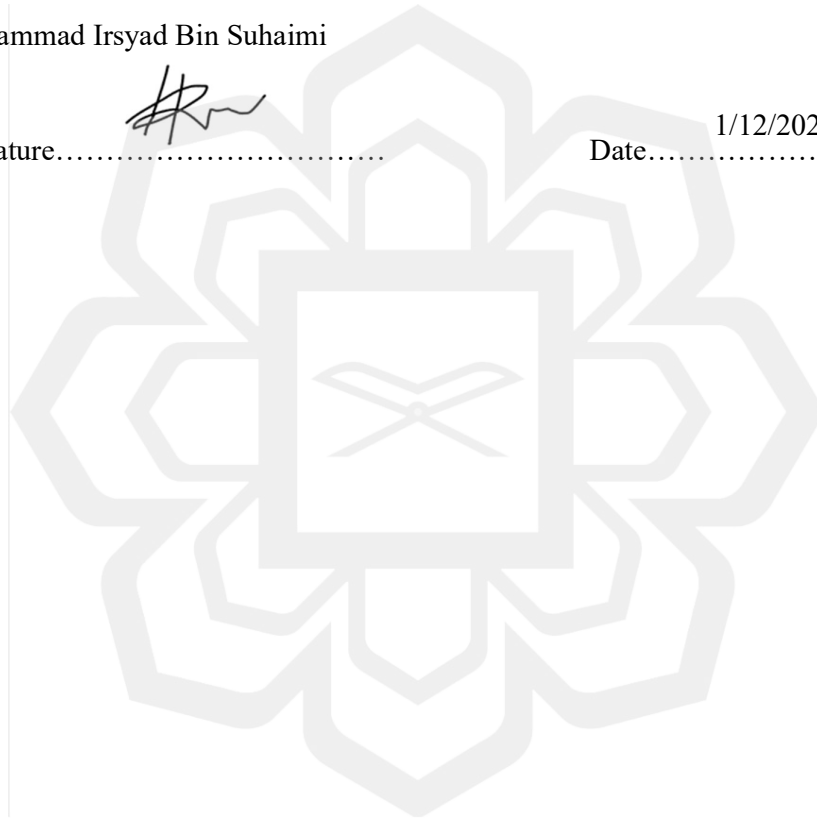 ammad Irsyad Bin Suhaimi
1/12/202
ature……………………………. Date………………